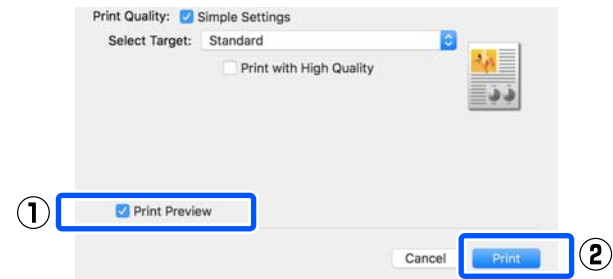 Print Quality: Simple Settings
Select Target: Standard
Print with High Quality
① Print Preview
Cancel Print ②